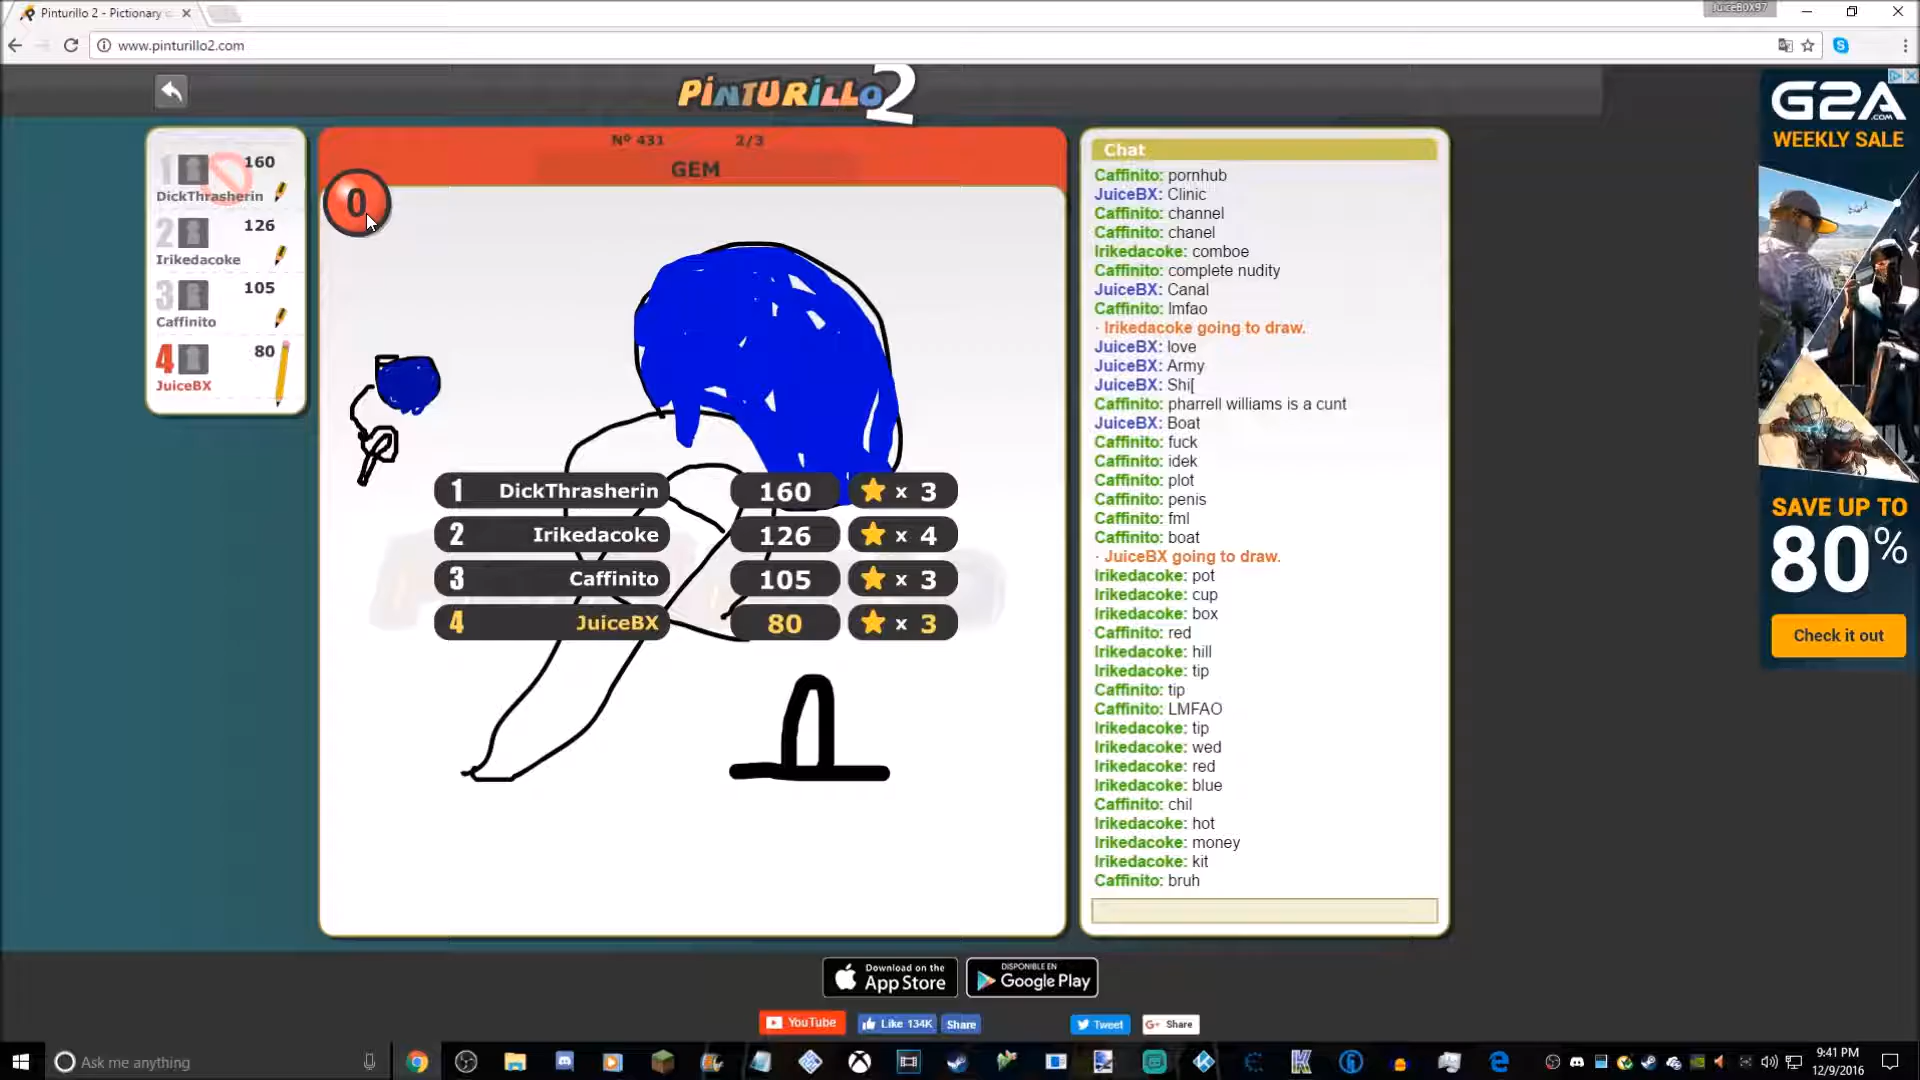 Pinturillo 2 - Pictionary
JuiceBOX97
www.pinturillo2.com
PiNTURiLLO2
Nº 431 2/3
GEM
0
1 160
DickThrasherin
2 126
Irikedacoke
3 105
Caffinito
4 80
JuiceBX
1 DickThrasherin 160 x 3
2 Irikedacoke 126 x 4
3 Caffinito 105 x 3
4 JuiceBX 80 x 3
Chat
Caffinito: pornhub
JuiceBX: Clinic
Caffinito: channel
Caffinito: chanel
Irikedacoke: comboe
Caffinito: complete nudity
JuiceBX: Canal
Caffinito: lmfao
· Irikedacoke going to draw.
JuiceBX: love
JuiceBX: Army
JuiceBX: Shi[
Caffinito: pharrell williams is a cunt
JuiceBX: Boat
Caffinito: fuck
Caffinito: idek
Caffinito: plot
Caffinito: penis
Caffinito: fml
Caffinito: boat
· JuiceBX going to draw.
Irikedacoke: pot
Irikedacoke: cup
Irikedacoke: box
Caffinito: red
Irikedacoke: hill
Irikedacoke: tip
Caffinito: tip
Caffinito: LMFAO
Irikedacoke: tip
Irikedacoke: wed
Irikedacoke: red
Irikedacoke: blue
Caffinito: chil
Irikedacoke: hot
Irikedacoke: money
Irikedacoke: kit
Caffinito: bruh
G2A
.COM
WEEKLY SALE
SAVE UP TO
80%
Check it out
Download on the
App Store
DISPONIBLE EN
Google Play
YouTube
Like 134K
Share
Tweet
G+ Share
Ask me anything
9:41 PM
12/9/2016